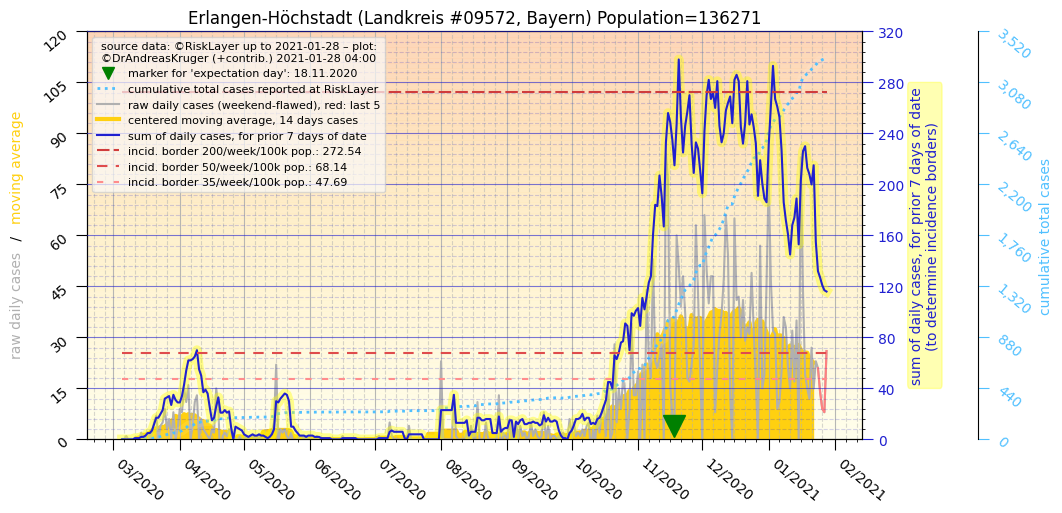 Erlangen-Höchstadt (Landkreis #09572, Bayern) Population=136271
source data: ©RiskLayer up to 2021-01-28 – plot:
©DrAndreasKruger (+contrib.) 2021-01-28 04:00
marker for 'expectation day': 18.11.2020
cumulative total cases reported at RiskLayer
raw daily cases (weekend-flawed), red: last 5
centered moving average, 14 days cases
sum of daily cases, for prior 7 days of date
incid. border 200/week/100k pop.: 272.54
incid. border 50/week/100k pop.: 68.14
incid. border 35/week/100k pop.: 47.69
raw daily cases / moving average
120
105
90
75
60
45
30
15
0
03/2020
04/2020
05/2020
06/2020
07/2020
08/2020
09/2020
10/2020
11/2020
12/2020
01/2021
02/2021
320
280
240
200
160
120
80
40
0
sum of daily cases, for prior 7 days of date
(to determine incidence borders)
3,520
3,080
2,640
2,200
1,760
1,320
880
440
0
cumulative total cases